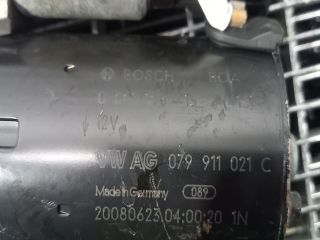 BOSCH
12V
VW AG 079 911 021 C
Made in Germany 089
20080623 04:00:20 1N